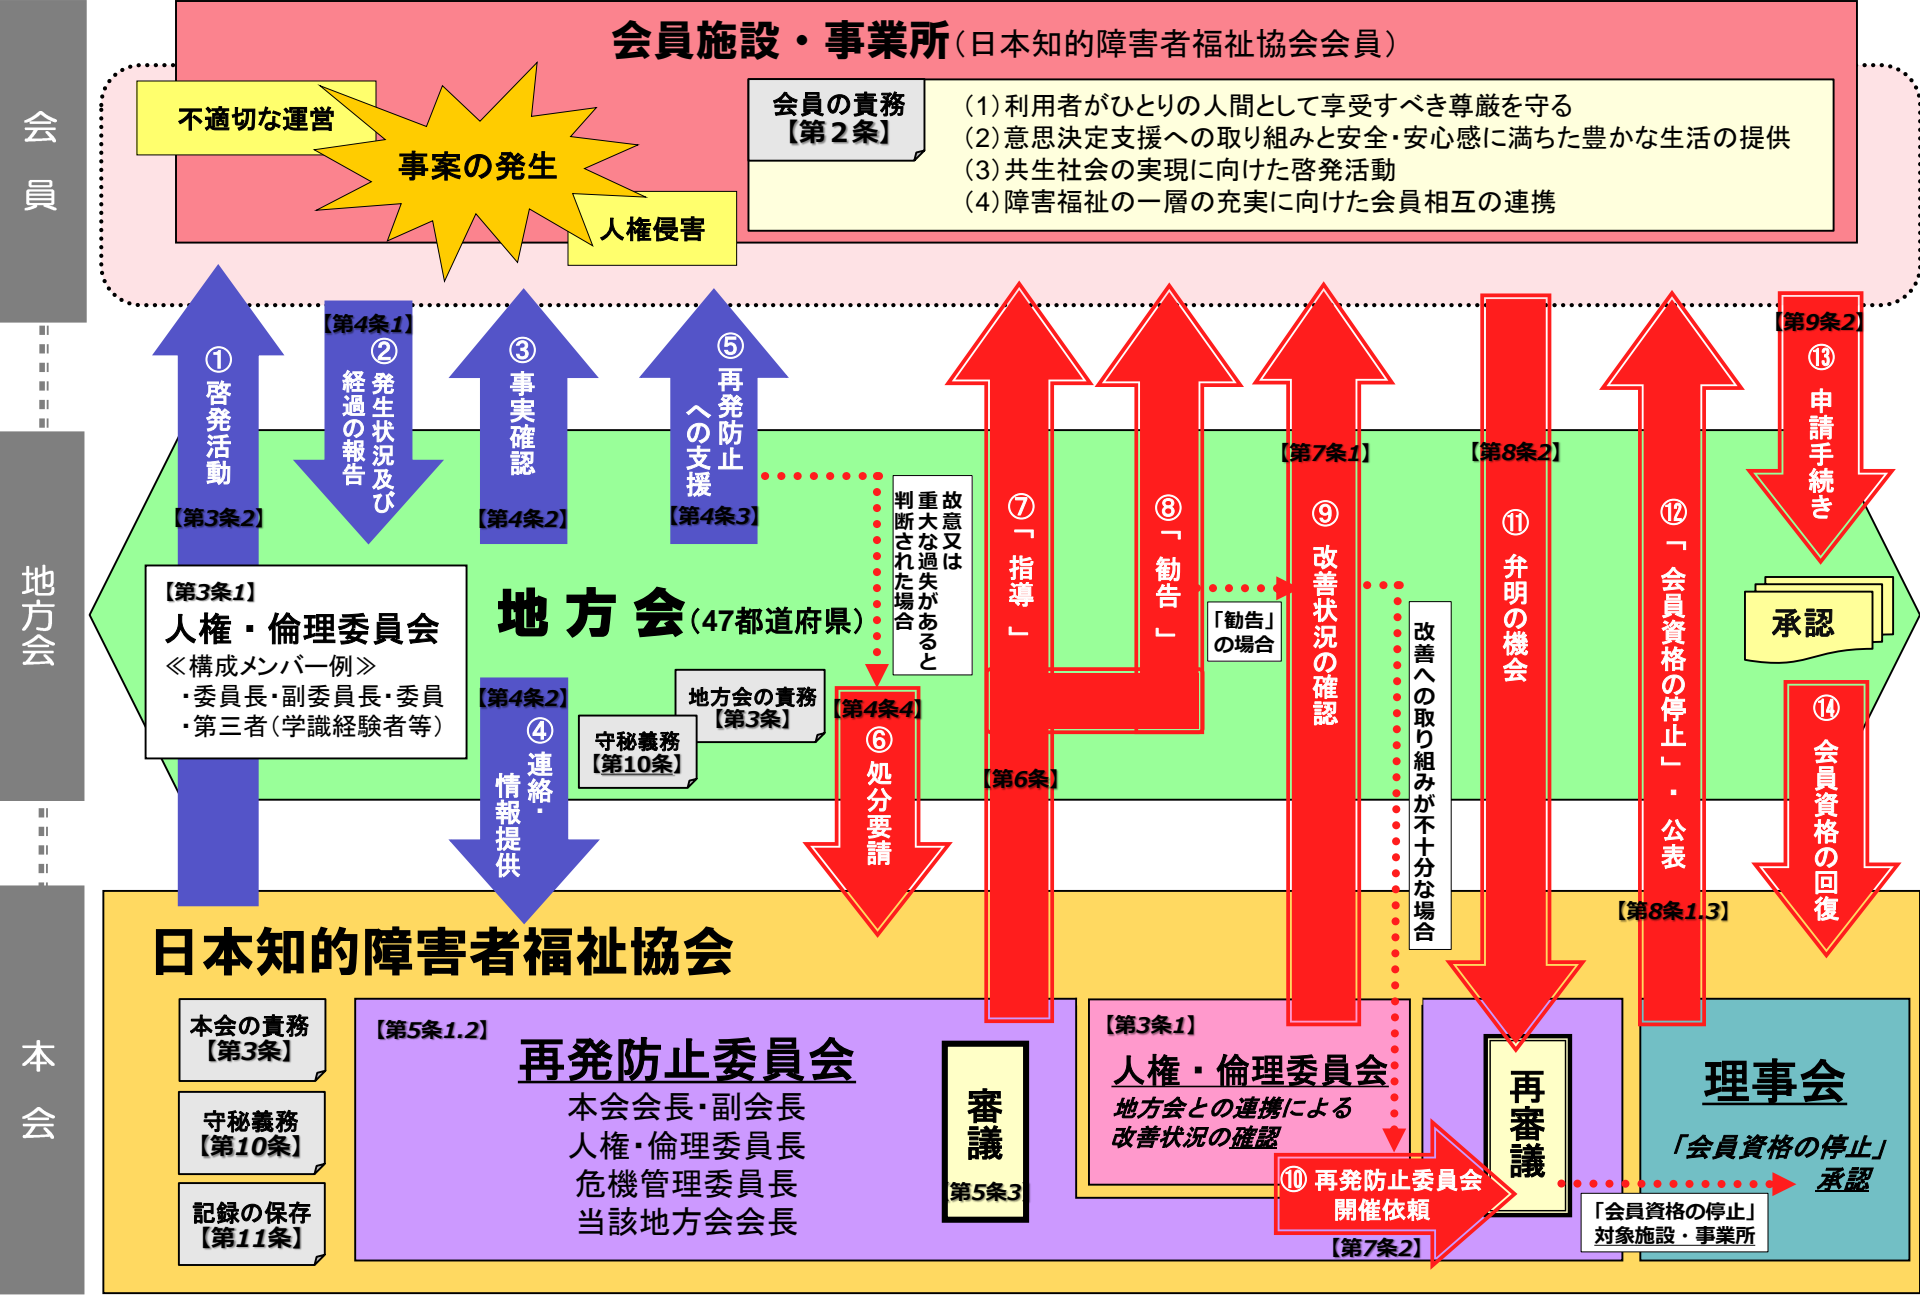 会員
地方会
本会
会員施設・事業所(日本知的障害者福祉協会会員)
不適切な運営
事案の発生
人権侵害
会員の責務
【第2条】
(1)利用者がひとりの人間として享受すべき尊厳を守る
(2)意思決定支援への取り組みと安全・安心感に満ちた豊かな生活の提供
(3)共生社会の実現に向けた啓発活動
(4)障害福祉の一層の充実に向けた会員相互の連携
①啓発活動
【第3条2】
【第4条1】
②発生状況及び
経過の報告
③事実確認
【第4条2】
⑤再発防止
への支援
【第4条3】
故意又は
重大な過失があると
判断された場合
⑦「指導」
⑧「勧告」
【第6条】
「勧告」
の場合
【第7条1】
⑨改善状況の確認
改善への取り組みが不十分な場合
【第8条2】
⑪弁明の機会
⑫「会員資格の停止」・公表
【第8条1.3】
【第9条2】
⑬申請手続き
承認
⑭会員資格の回復
【第3条1】
人権・倫理委員会
≪構成メンバー例≫
・委員長・副委員長・委員
・第三者(学識経験者等)
地方会(47都道府県)
地方会の責務
【第3条】
守秘義務
【第10条】
【第4条2】
④連絡・
情報提供
【第4条4】
⑥処分要請
日本知的障害者福祉協会
本会の責務
【第3条】
守秘義務
【第10条】
記録の保存
【第11条】
【第5条1.2】
再発防止委員会
本会会長・副会長
人権・倫理委員長
危機管理委員長
当該地方会会長
審議
【第5条3】
【第3条1】
人権・倫理委員会
地方会との連携による
改善状況の確認
⑩再発防止委員会
開催依頼
【第7条2】
再審議
「会員資格の停止」
対象施設・事業所
理事会
「会員資格の停止」
承認